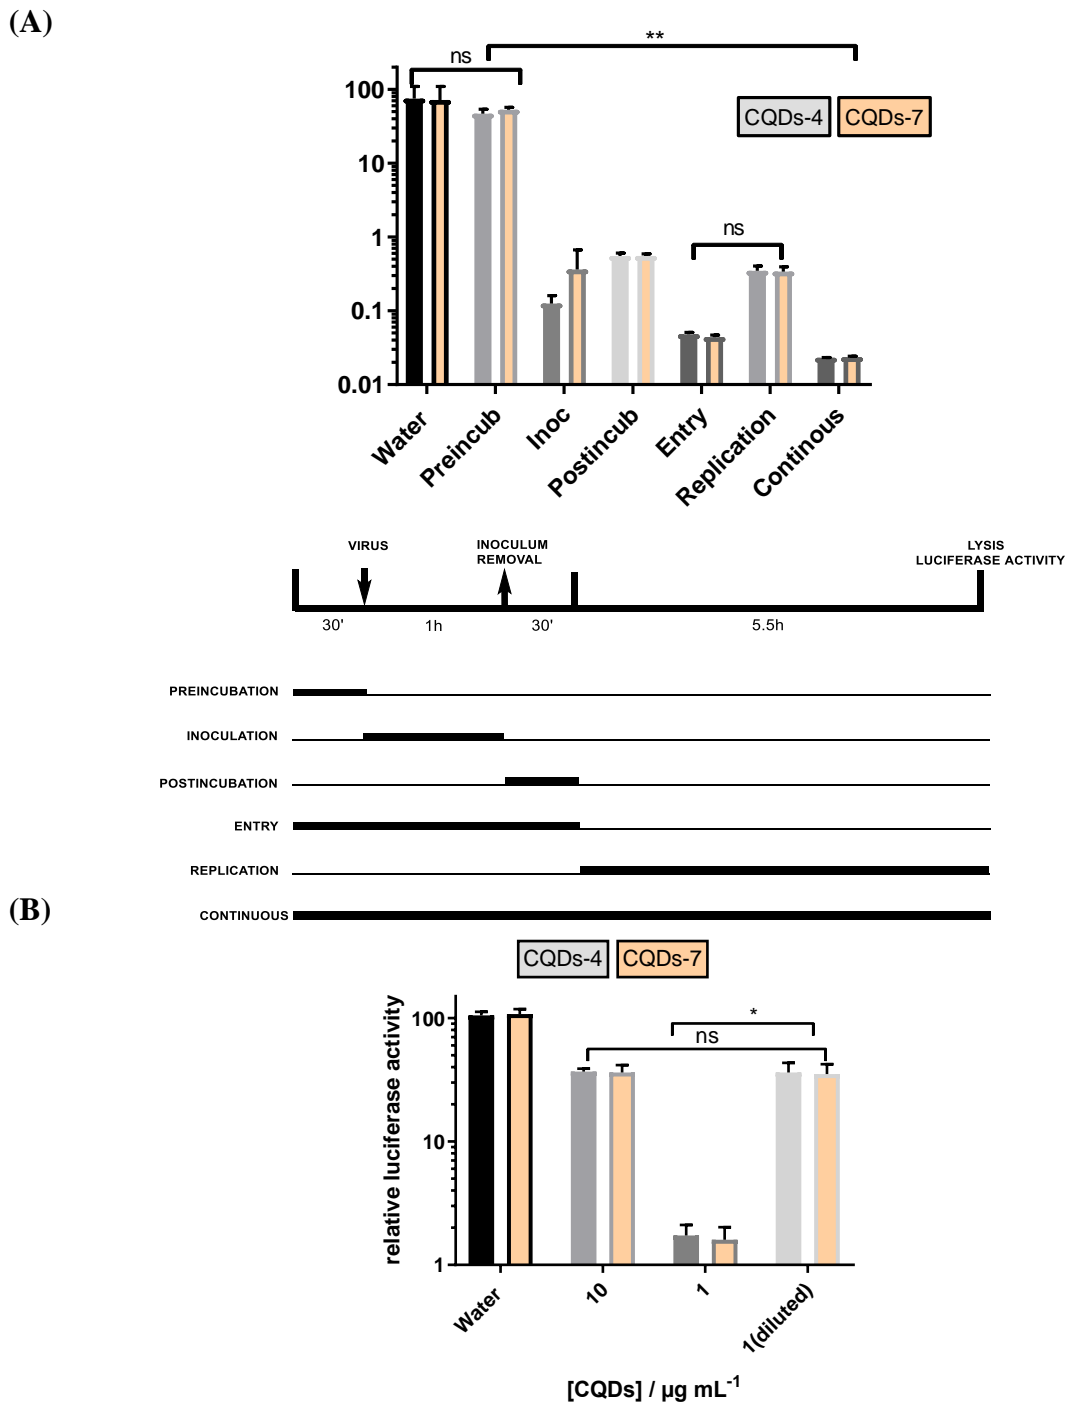 (A)
**
ns
100
CQDs-4 CQDs-7
10
1
ns
0.1
0.01
Water Preincub Inoc Postincub Entry Replication Continous
VIRUS
INOCULUM REMOVAL
LYSIS LUCIFERASE ACTIVITY
30' 1h 30' 5.5h
PREINCUBATION
INOCULATION
POSTINCUBATION
ENTRY
REPLICATION
CONTINUOUS
(B)
CQDs-4 CQDs-7
relative luciferase activity
100
*
ns
10
1
Water 10 1 1(diluted)
[CQDs] / µg mL-1